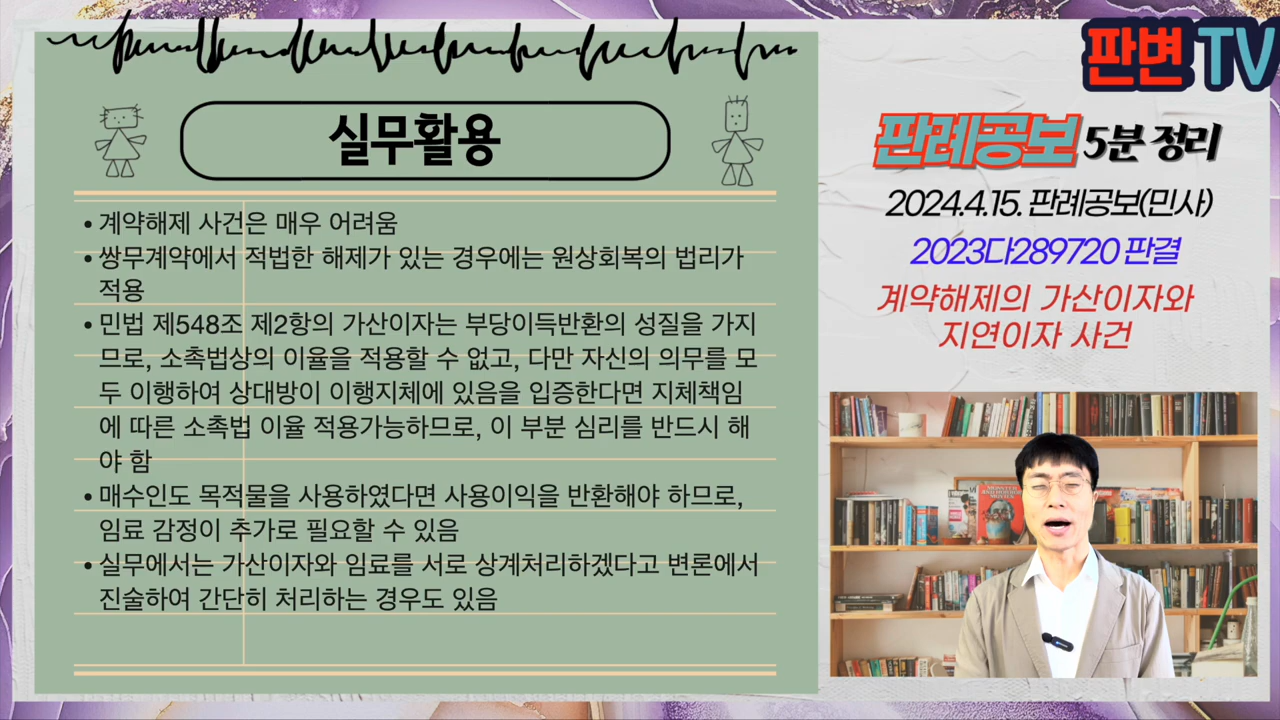 실무활용
• 계약해제 사건은 매우 어려움
• 쌍무계약에서 적법한 해제가 있는 경우에는 원상회복의 법리가
적용
• 민법 제548조 제2항의 가산이자는 부당이득반환의 성질을 가지
므로, 소촉법상의 이율을 적용할 수 없고, 다만 자신의 의무를 모
두 이행하여 상대방이 이행지체에 있음을 입증한다면 지체책임
에 따른 소촉법 이율 적용가능하므로, 이 부분 심리를 반드시 해
야 함
• 매수인도 목적물을 사용하였다면 사용이익을 반환해야 하므로,
임료 감정이 추가로 필요할 수 있음
• 실무에서는 가산이자와 임료를 서로 상계처리하겠다고 변론에서
진술하여 간단히 처리하는 경우도 있음
판변 TV
판례공보 5분 정리
2024.4.15. 판례공보(민사)
2023다289720 판결
계약해제의 가산이자와
지연이자 사건